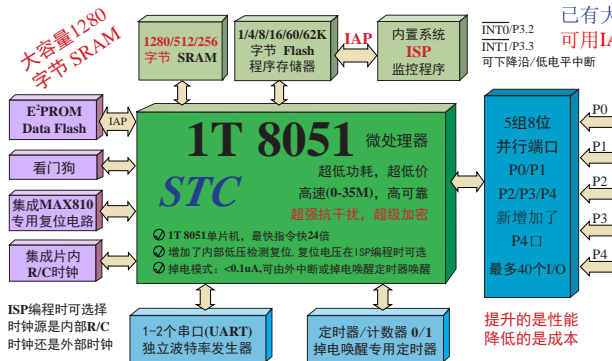 大容量1280
字节 SRAM
1280/512/256
字节 SRAM
1/4/8/16/60/62K
字节 Flash
程序存储器
IAP
内置系统
ISP
监控程序
INT0/P3.2
INT1/P3.3
可下降沿/低电平中断
己有大
可用IA
E²PROM
Data Flash
IAP
看门狗
集成MAX810
专用复位电路
集成片内
R/C时钟
1T 8051 微处理器
STC
超低功耗，超低价
高速(0-35M)，高可靠
超强抗干扰，超级加密
1T 8051单片机，最快指令快24倍
增加了内部低压检测复位, 复位电压在ISP编程时可选
掉电模式：<0.1uA,可由外中断或掉电唤醒定时器唤醒
5组8位
并行端口
P0/P1
P2/P3/P4
新增加了
P4口
最多40个I/O
P0
P1
P2
P3
P4
ISP编程时可选择
时钟源是内部R/C
时钟还是外部时钟
1-2个串口(UART)
独立波特率发生器
定时器/计数器 0/1
掉电唤醒专用定时器
提升的是性能
降低的是成本